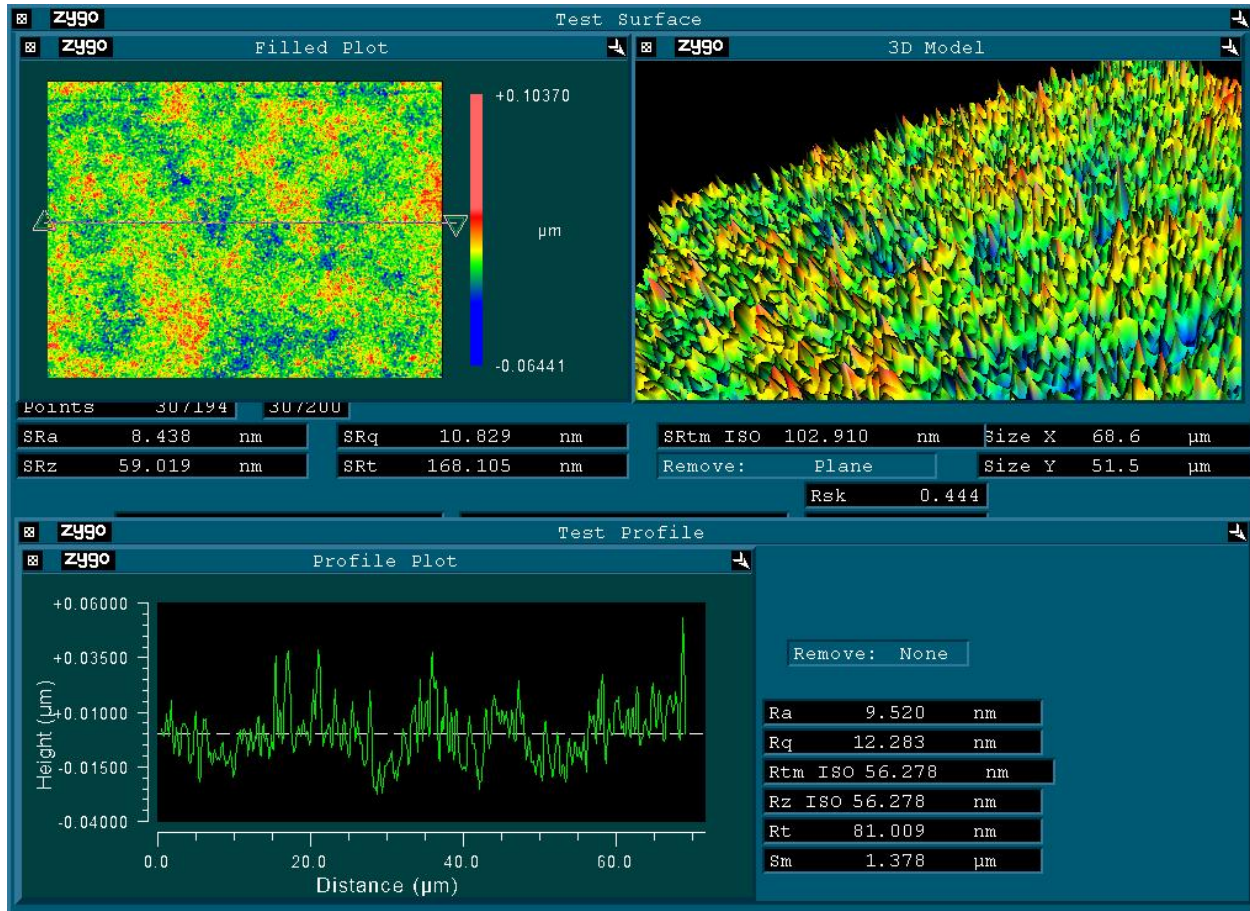 zygo Test Surface
zygo Filled Plot
+0.10370
µm
-0.06441
zygo 3D Model
Points 307194 307200
SRa 8.438 nm SRq 10.829 nm SRtm ISO 102.910 nm Size X 68.6 µm
SRz 59.019 nm SRt 168.105 nm Remove: Plane Size Y 51.5 µm
Rsk 0.444
zygo Test Profile
zygo Profile Plot
+0.06000
+0.03500
+0.01000
-0.01500
-0.04000
Height (µm)
0.0 20.0 40.0 60.0
Distance (µm)
Remove: None
Ra 9.520 nm
Rq 12.283 nm
Rtm ISO 56.278 nm
Rz ISO 56.278 nm
Rt 81.009 nm
Sm 1.378 µm